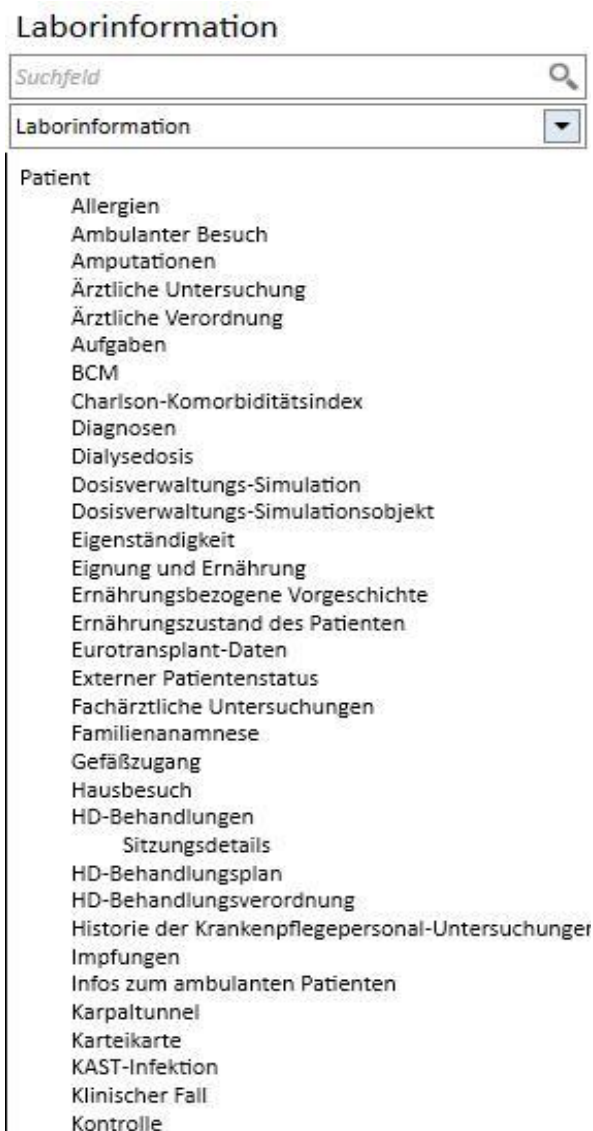 Laborinformation
Suchfeld
Laborinformation
Patient
Allergien
Ambulanter Besuch
Amputationen
Ärztliche Untersuchung
Ärztliche Verordnung
Aufgaben
BCM
Charlson-Komorbiditätsindex
Diagnosen
Dialysedosis
Dosisverwaltungs-Simulation
Dosisverwaltungs-Simulationsobjekt
Eigenständigkeit
Eignung und Ernährung
Ernährungsbezogene Vorgeschichte
Ernährungszustand des Patienten
Eurotransplant-Daten
Externer Patientenstatus
Fachärztliche Untersuchungen
Familienanamnese
Gefäßzugang
Hausbesuch
HD-Behandlungen
Sitzungsdetails
HD-Behandlungsplan
HD-Behandlungsverordnung
Historie der Krankenpflegepersonal-Untersuchungen
Impfungen
Infos zum ambulanten Patienten
Karpaltunnel
Karteikarte
KAST-Infektion
Klinischer Fall
Kontrolle